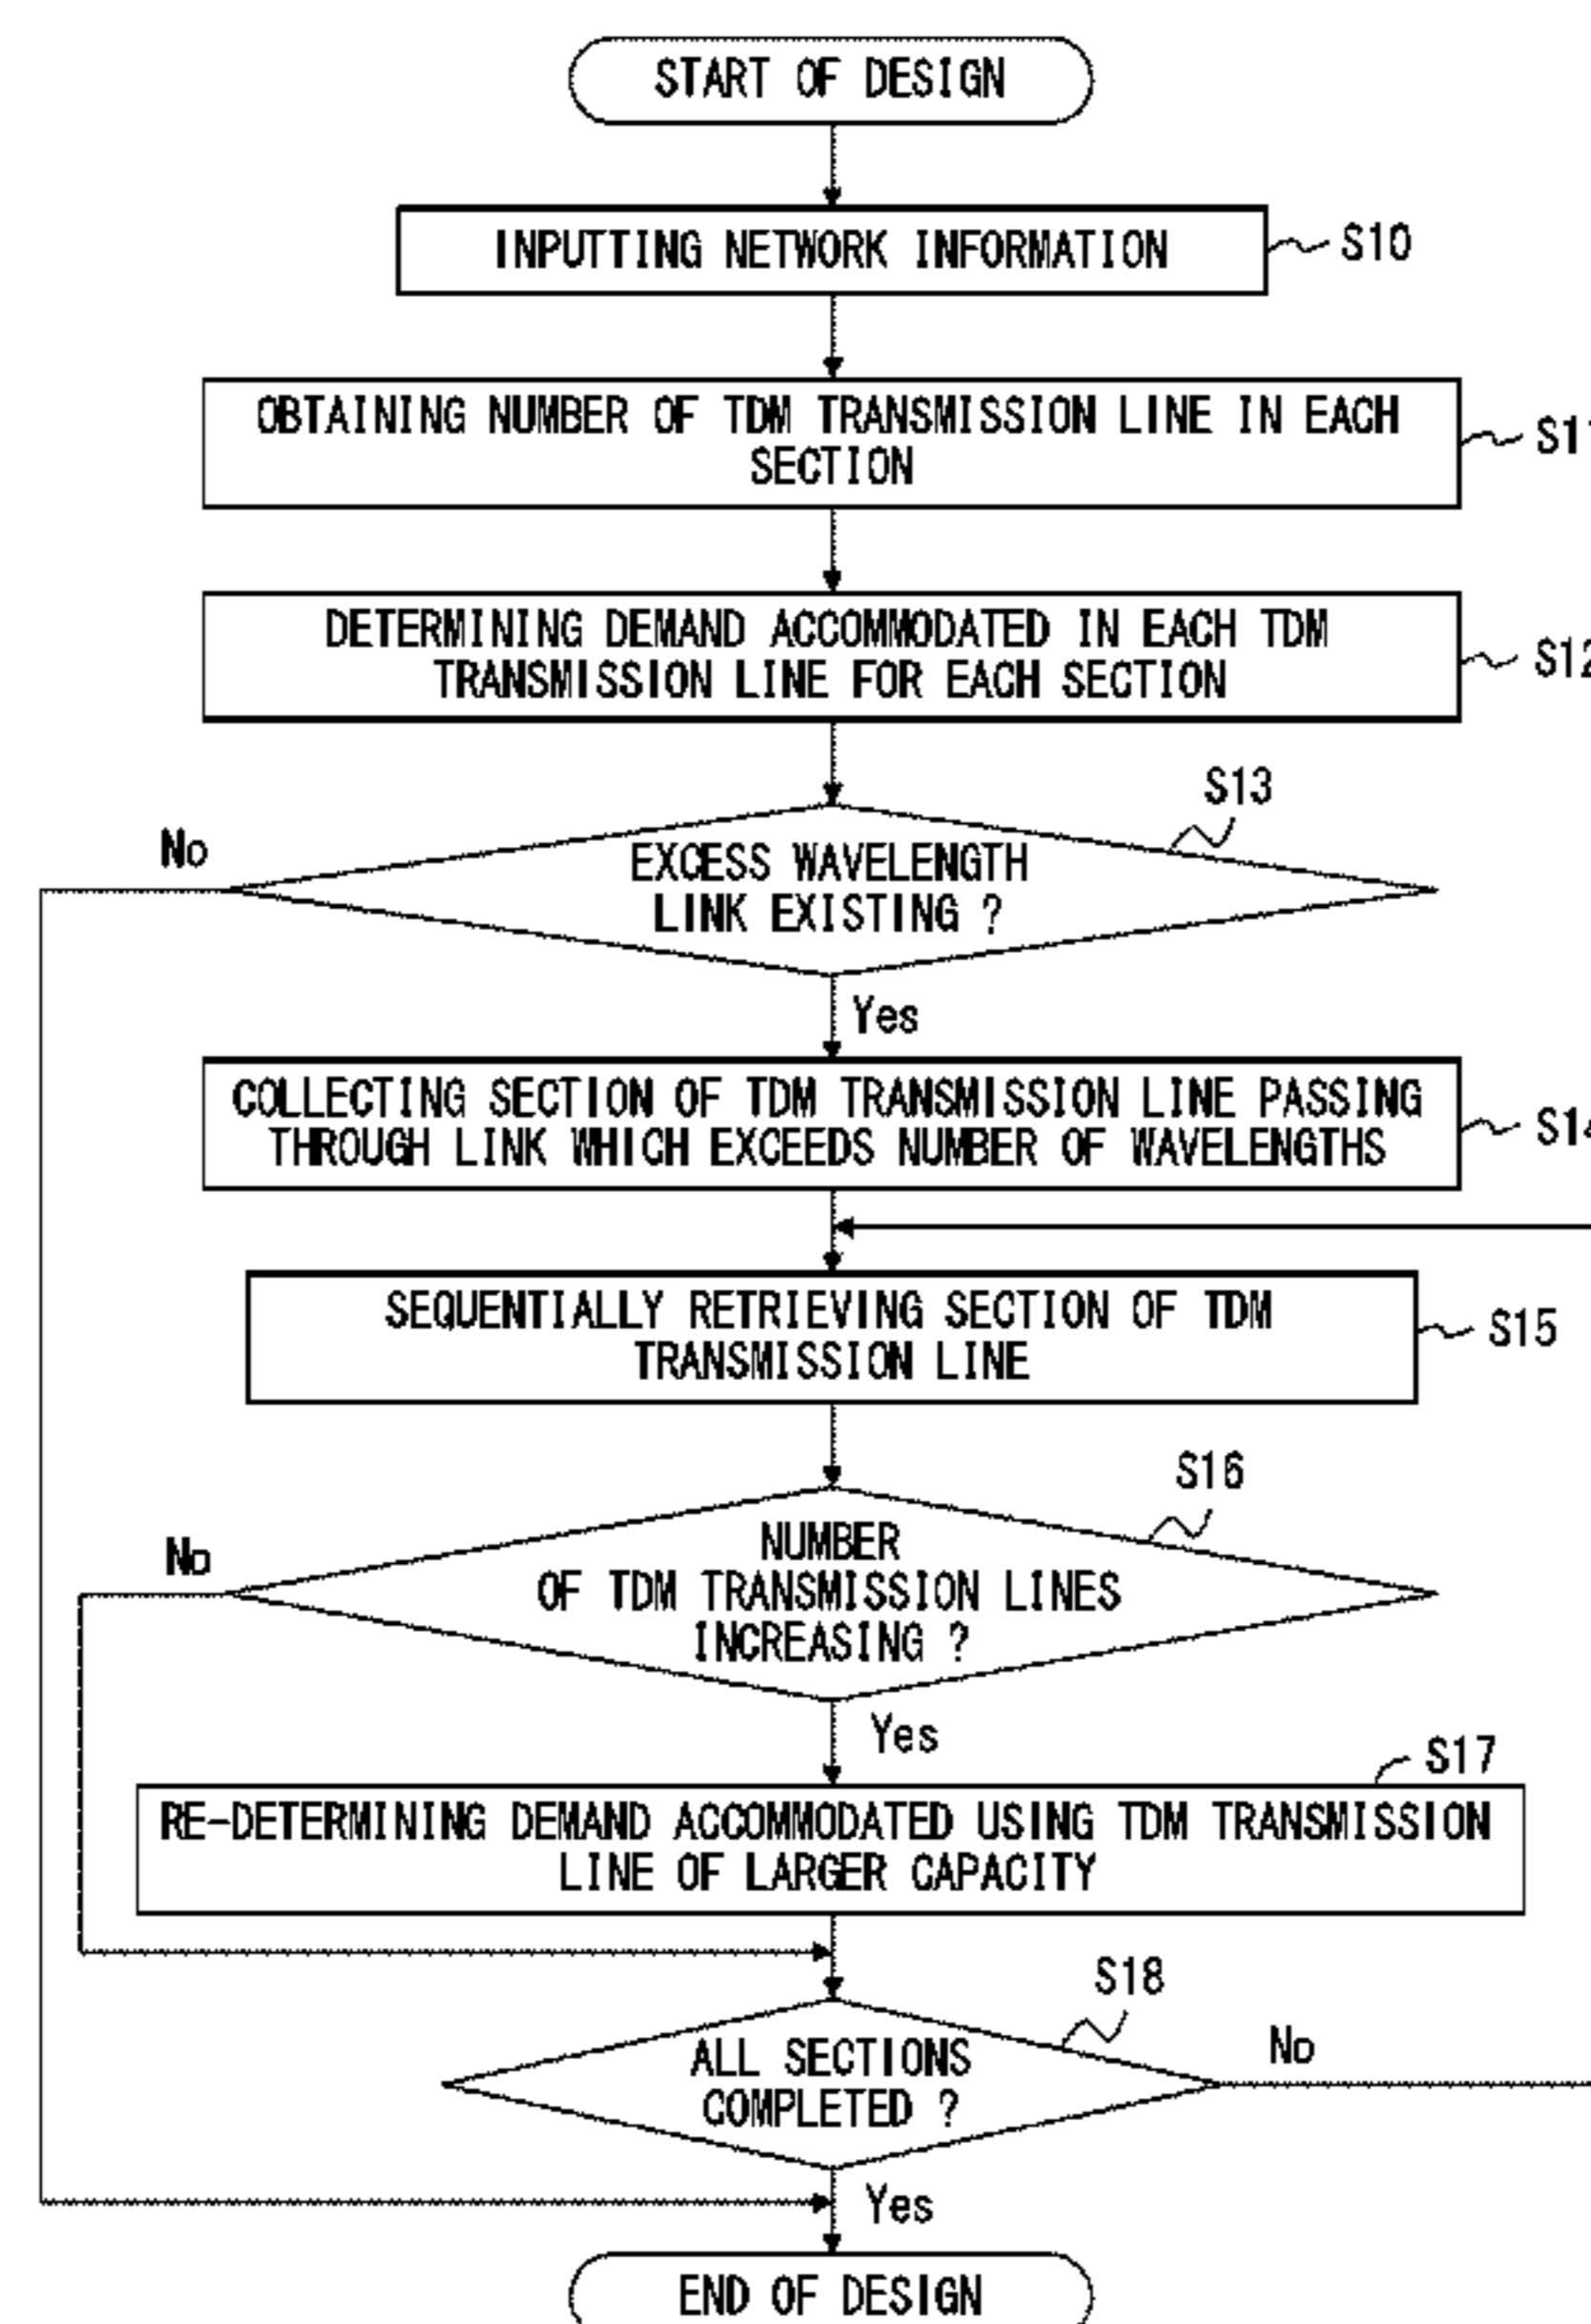 START OF DESIGN
INPUTTING NETWORK INFORMATION
S10
OBTAINING NUMBER OF TDM TRANSMISSION LINE IN EACH
SECTION
S11
DETERMINING DEMAND ACCOMMODATED IN EACH TDM
TRANSMISSION LINE FOR EACH SECTION
S12
S13
No
EXCESS WAVELENGTH
LINK EXISTING ?
Yes
COLLECTING SECTION OF TDM TRANSMISSION LINE PASSING
THROUGH LINK WHICH EXCEEDS NUMBER OF WAVELENGTHS
S14
SEQUENTIALLY RETRIEVING SECTION OF TDM
TRANSMISSION LINE
S15
S16
No
NUMBER
OF TDM TRANSMISSION LINES
INCREASING ?
Yes
S17
RE-DETERMINING DEMAND ACCOMMODATED USING TDM TRANSMISSION
LINE OF LARGER CAPACITY
S18
No
ALL SECTIONS
COMPLETED ?
Yes
END OF DESIGN